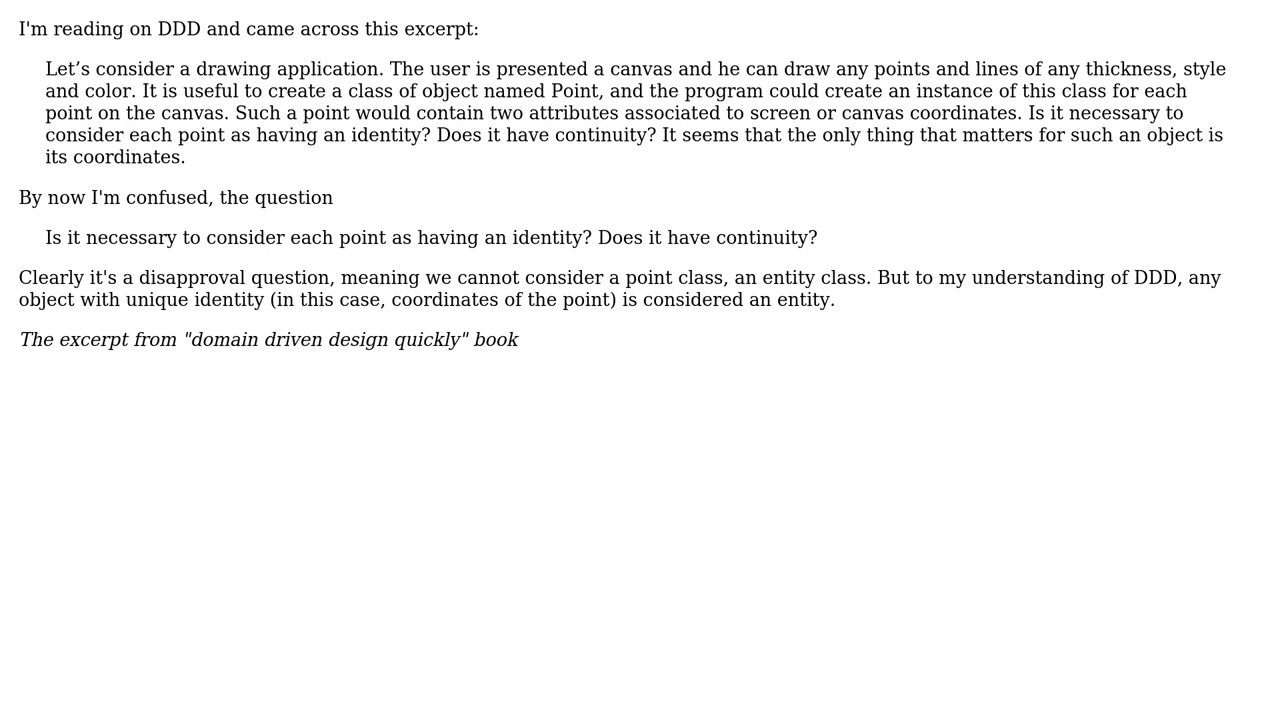 I'm reading on DDD and came across this excerpt:
Let’s consider a drawing application. The user is presented a canvas and he can draw any points and lines of any thickness, style
and color. It is useful to create a class of object named Point, and the program could create an instance of this class for each
point on the canvas. Such a point would contain two attributes associated to screen or canvas coordinates. Is it necessary to
consider each point as having an identity? Does it have continuity? It seems that the only thing that matters for such an object is
its coordinates.
By now I'm confused, the question
Is it necessary to consider each point as having an identity? Does it have continuity?
Clearly it's a disapproval question, meaning we cannot consider a point class, an entity class. But to my understanding of DDD, any
object with unique identity (in this case, coordinates of the point) is considered an entity.
The excerpt from "domain driven design quickly" book